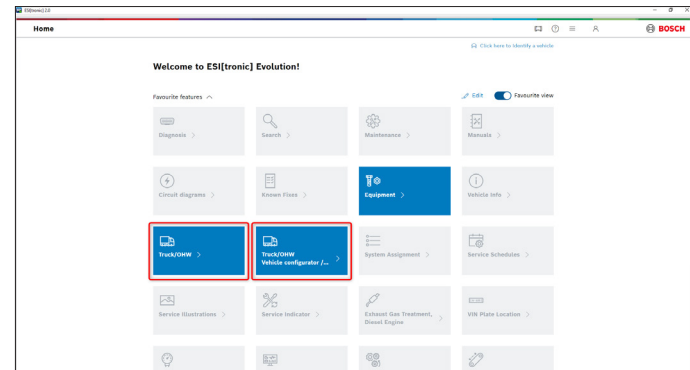 ESI[tronic] 2.0
Home
BOSCH
Click here to identify a vehicle
Welcome to ESI[tronic] Evolution!
Favourite features
Edit
Favourite view
Diagnosis >
Search >
Maintenance >
Manuals >
Circuit diagrams >
Known Fixes >
Equipment >
Vehicle Info >
Truck/OHW >
Truck/OHW
Vehicle configurator /... >
System Assignment >
Service Schedules >
Service Illustrations >
Service Indicator >
Exhaust Gas Treatment,
Diesel Engine >
VIN Plate Location >